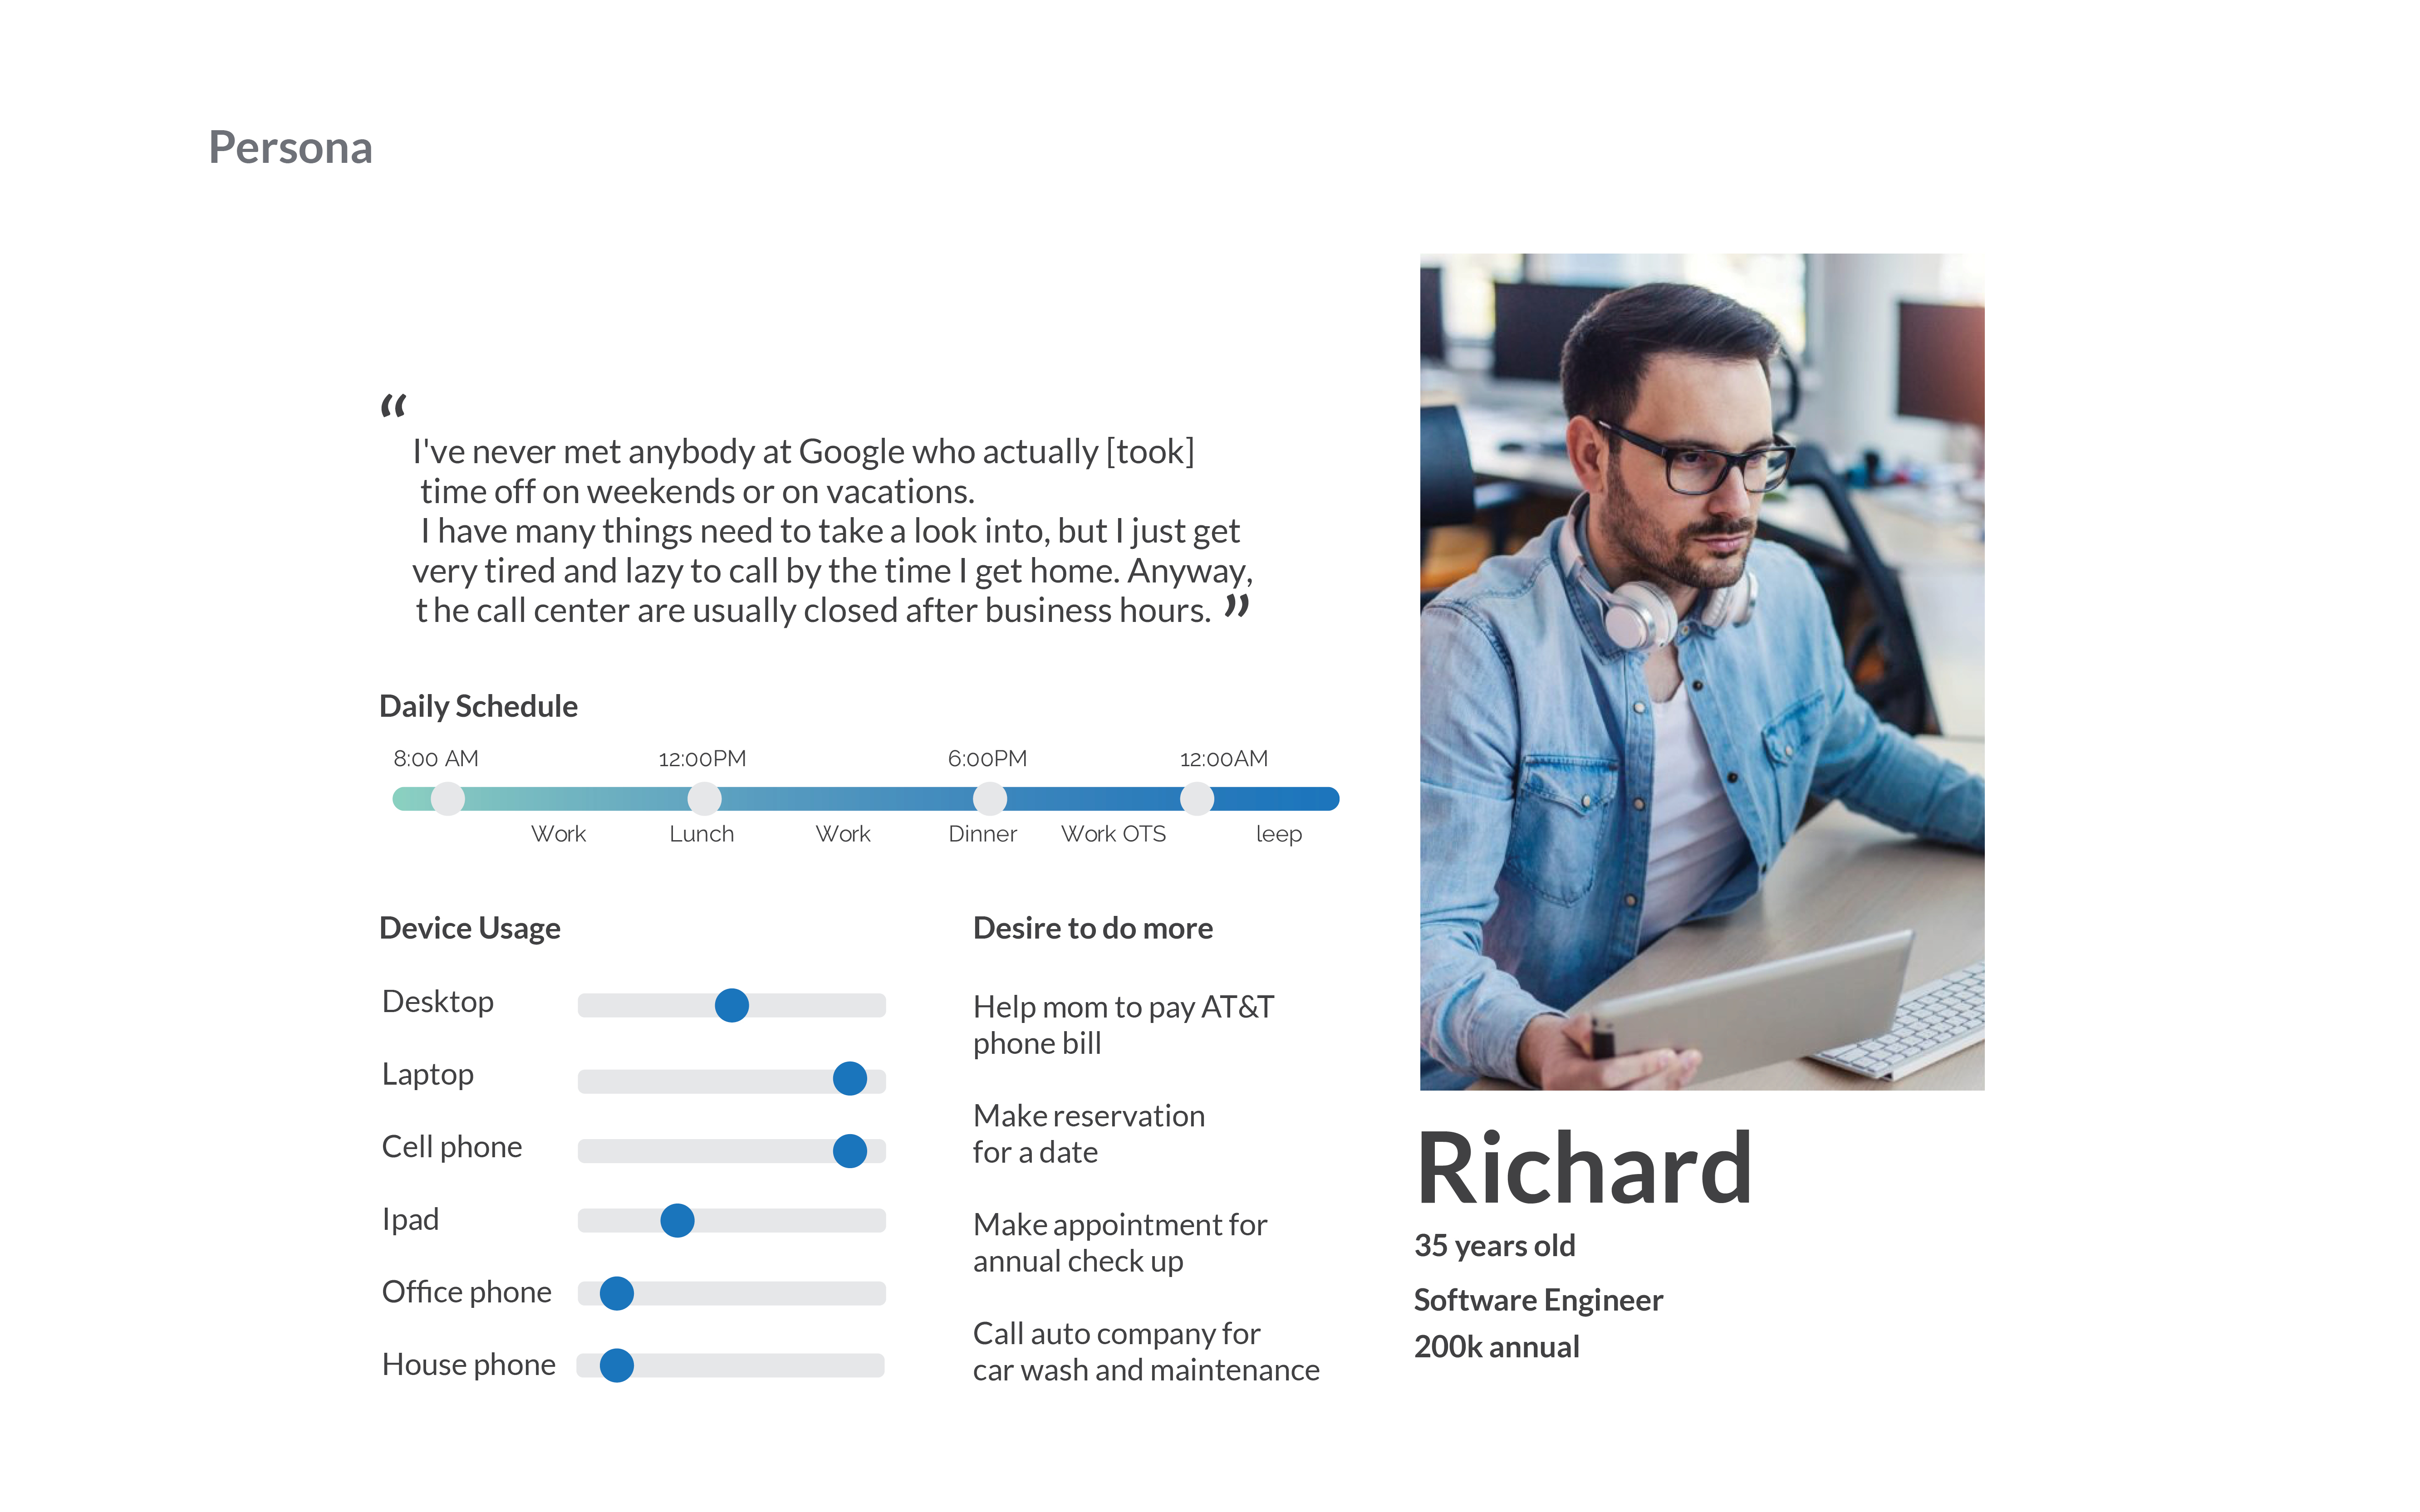 Persona
“
I've never met anybody at Google who actually [took]
time off on weekends or on vacations.
I have many things need to take a look into, but I just get
very tired and lazy to call by the time I get home. Anyway,
the call center are usually closed after business hours. ”
Daily Schedule
8:00 AM 12:00PM 6:00PM 12:00AM
Work Lunch Work Dinner Work OTS leep
Device Usage
Desktop
Laptop
Cell phone
Ipad
Office phone
House phone
Desire to do more
Help mom to pay AT&T
phone bill
Make reservation
for a date
Make appointment for
annual check up
Call auto company for
car wash and maintenance
Richard
35 years old
Software Engineer
200k annual